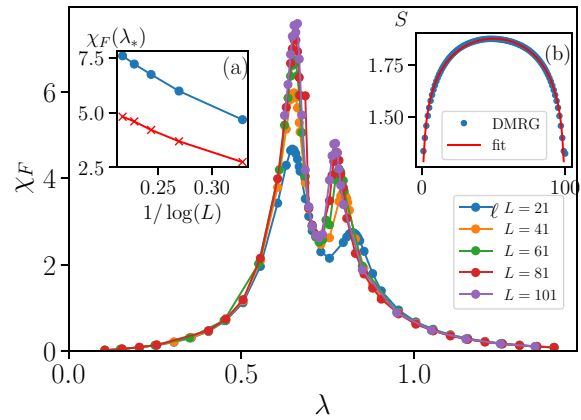 χ_F(λ_*)
S
7.5
(a)
(b)
1.75
6
5.0
1.50
DMRG
fit
2.5
χ_F
0.25
0.30
1/log(L)
0
100
4
ℓ
L = 21
L = 41
L = 61
L = 81
L = 101
2
0
0.0
0.5
1.0
λ